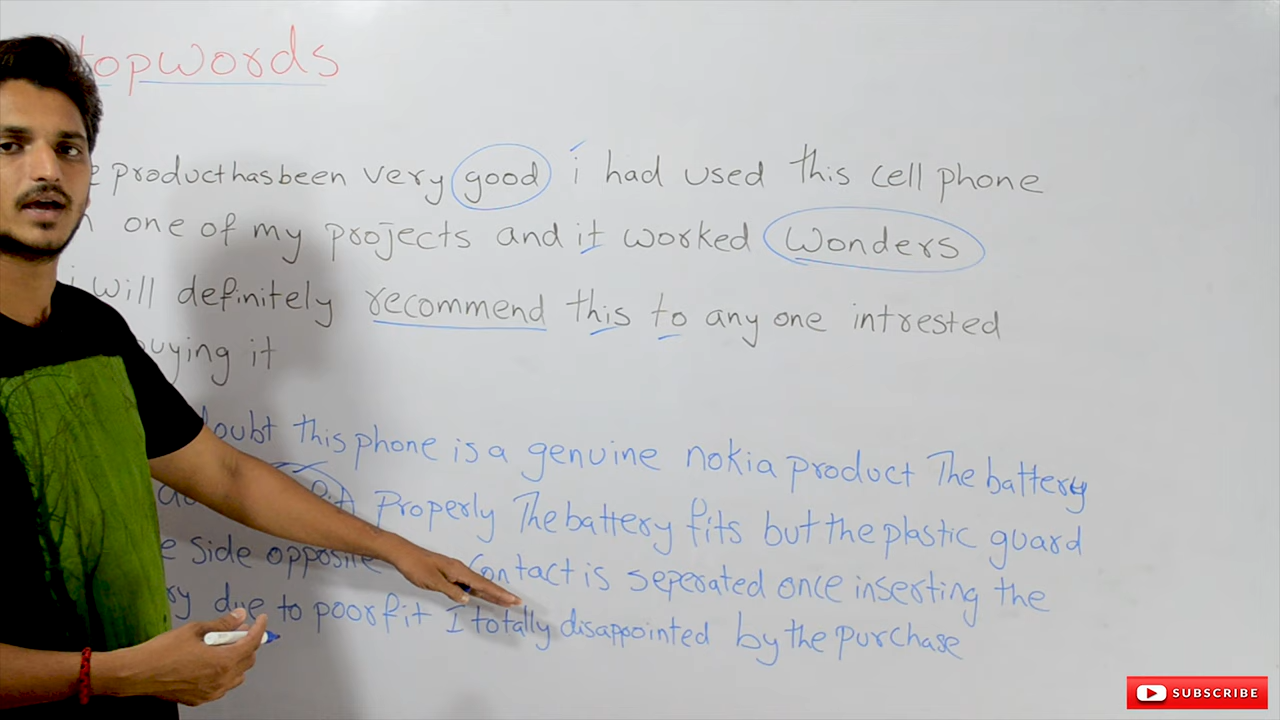 topwords
product has been very good i had used this cell phone
one of my projects and it worked Wonders
i will definitely recommend this to any one intrested
buying it
doubt this phone is a genuine nokia product The battery
Properly The battery fits but the plastic guard
side opposite contact is seperated once inserting the
due to poor fit I totally disappointed by the purchase
SUBSCRIBE